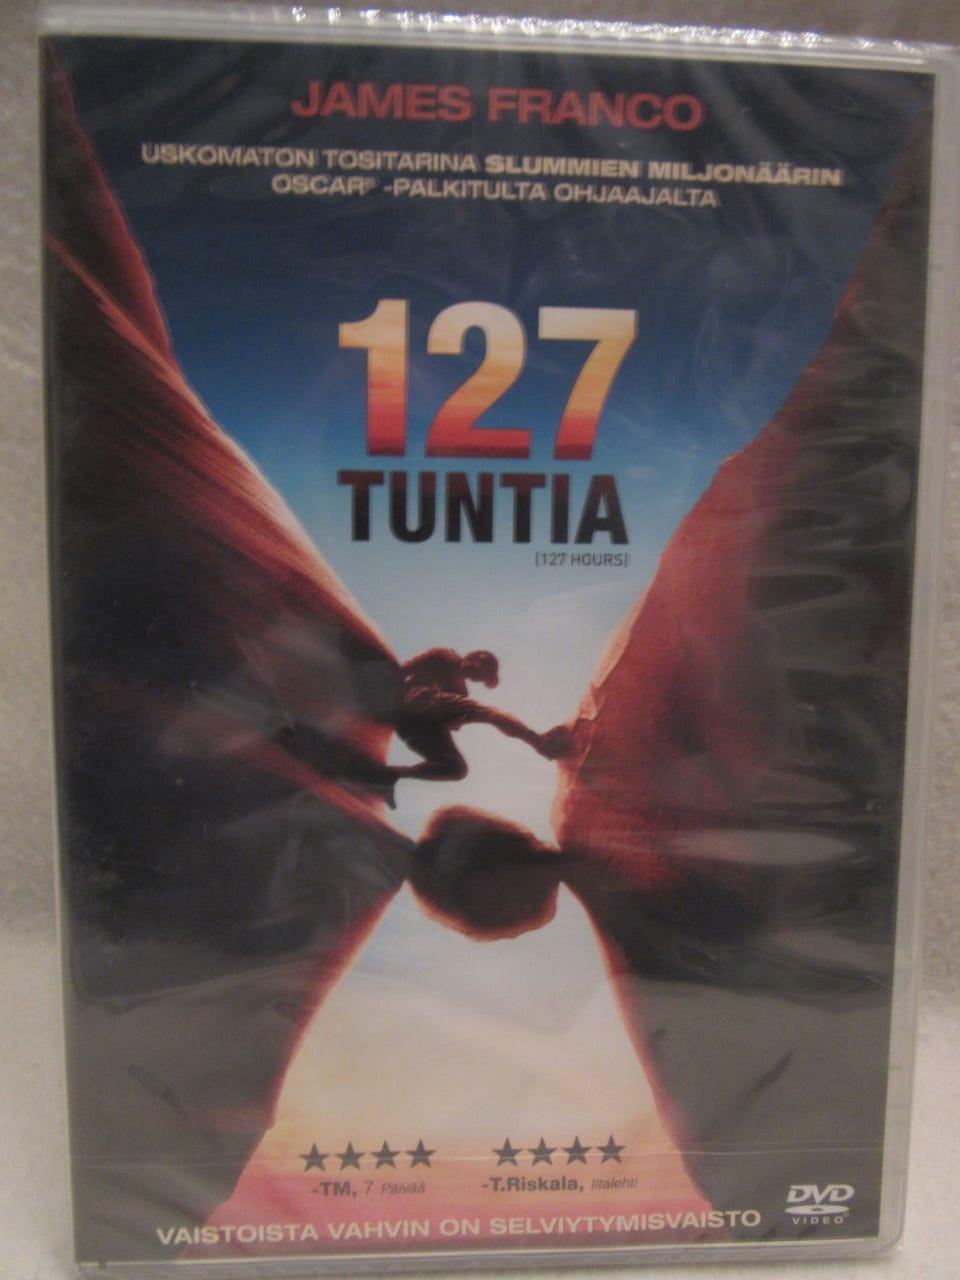 JAMES FRANCO
USKOMATON TOSITARINA SLUMMIEN MILJONÄÄRIN
OSCAR® -PALKITULTA OHJAAJALTA
127
TUNTIA
(127 HOURS)
★★★★ ★★★★
-TM, 7 Päivää -T.Riskala, Iltalehti
VAISTOISTA VAHVIN ON SELVIYTYMISVAISTO
DVD
VIDEO